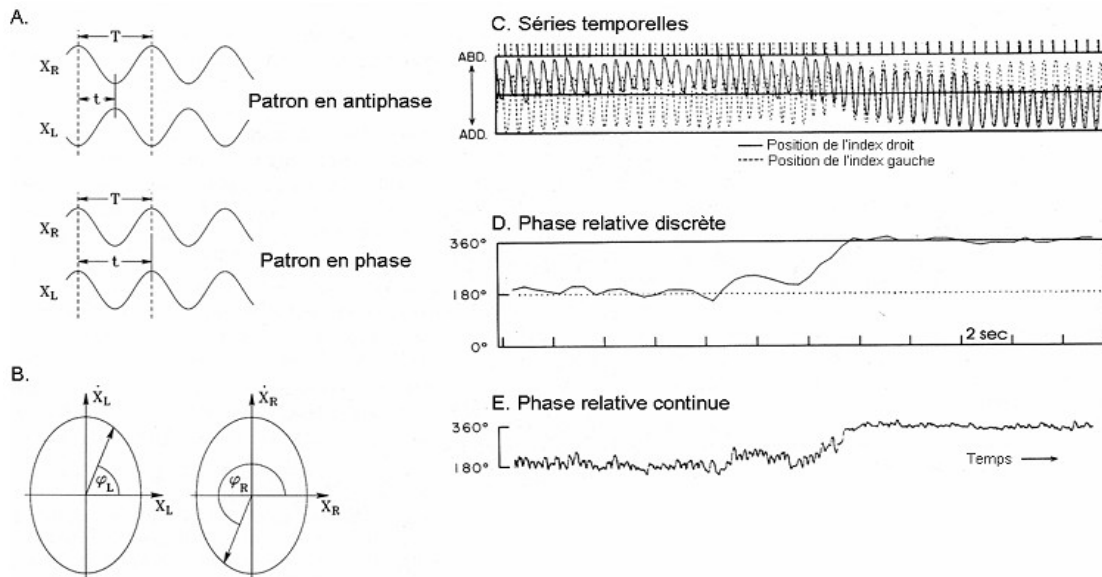 A.
T
X_R
t
X_L
Patron en antiphase
T
X_R
t
X_L
Patron en phase
B.
Ẋ_L
φ_L
X_L
Ẋ_R
φ_R
X_R
C. Séries temporelles
ABD.
ADD.
Position de l'index droit
Position de l'index gauche
D. Phase relative discrète
360°
180°
0°
2 sec
E. Phase relative continue
360°
180°
Temps